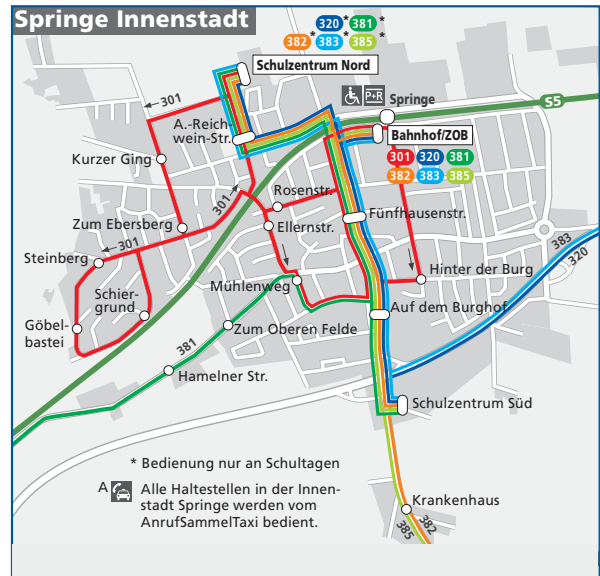 Springe Innenstadt
320* 381*
382* 383* 385*
Schulzentrum Nord
P+R Springe
S5
Bahnhof/ZOB
301 320 381
382 383 385
301
A.-Reich-
wein-Str.
Kurzer Ging
Rosenstr.
301
Fünfhausenstr.
Zum Ebersberg
Ellernstr.
301
383
320
Steinberg
Hinter der Burg
Mühlenweg
Schier-
grund
Auf dem Burghof
Göbel-
bastei
Zum Oberen Felde
381
Hamelner Str.
Schulzentrum Süd
* Bedienung nur an Schultagen
A Alle Haltestellen in der Innen-
stadt Springe werden vom
AnrufSammelTaxi bedient.
Krankenhaus
382
385